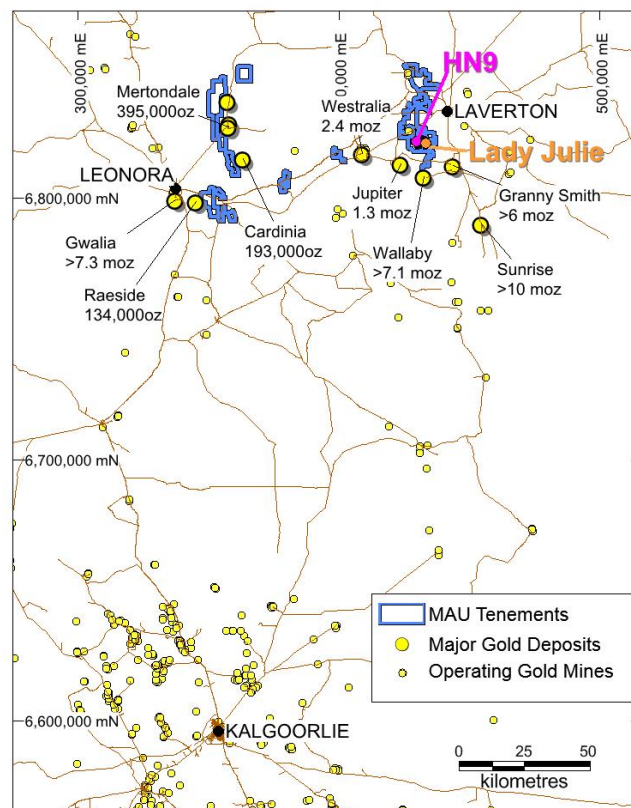 300,000 mE
0,000 mE
500,000 mE
HN9
Mertondale
395,000oz
Westralia
2.4 moz
LAVERTON
Lady Julie
LEONORA
6,800,000 mN
Jupiter
1.3 moz
Granny Smith
>6 moz
Gwalia
>7.3 moz
Cardinia
193,000oz
Wallaby
>7.1 moz
Sunrise
>10 moz
Raeside
134,000oz
6,700,000 mN
MAU Tenements
Major Gold Deposits
Operating Gold Mines
6,600,000 mN
KALGOORLIE
0 25 50
kilometres